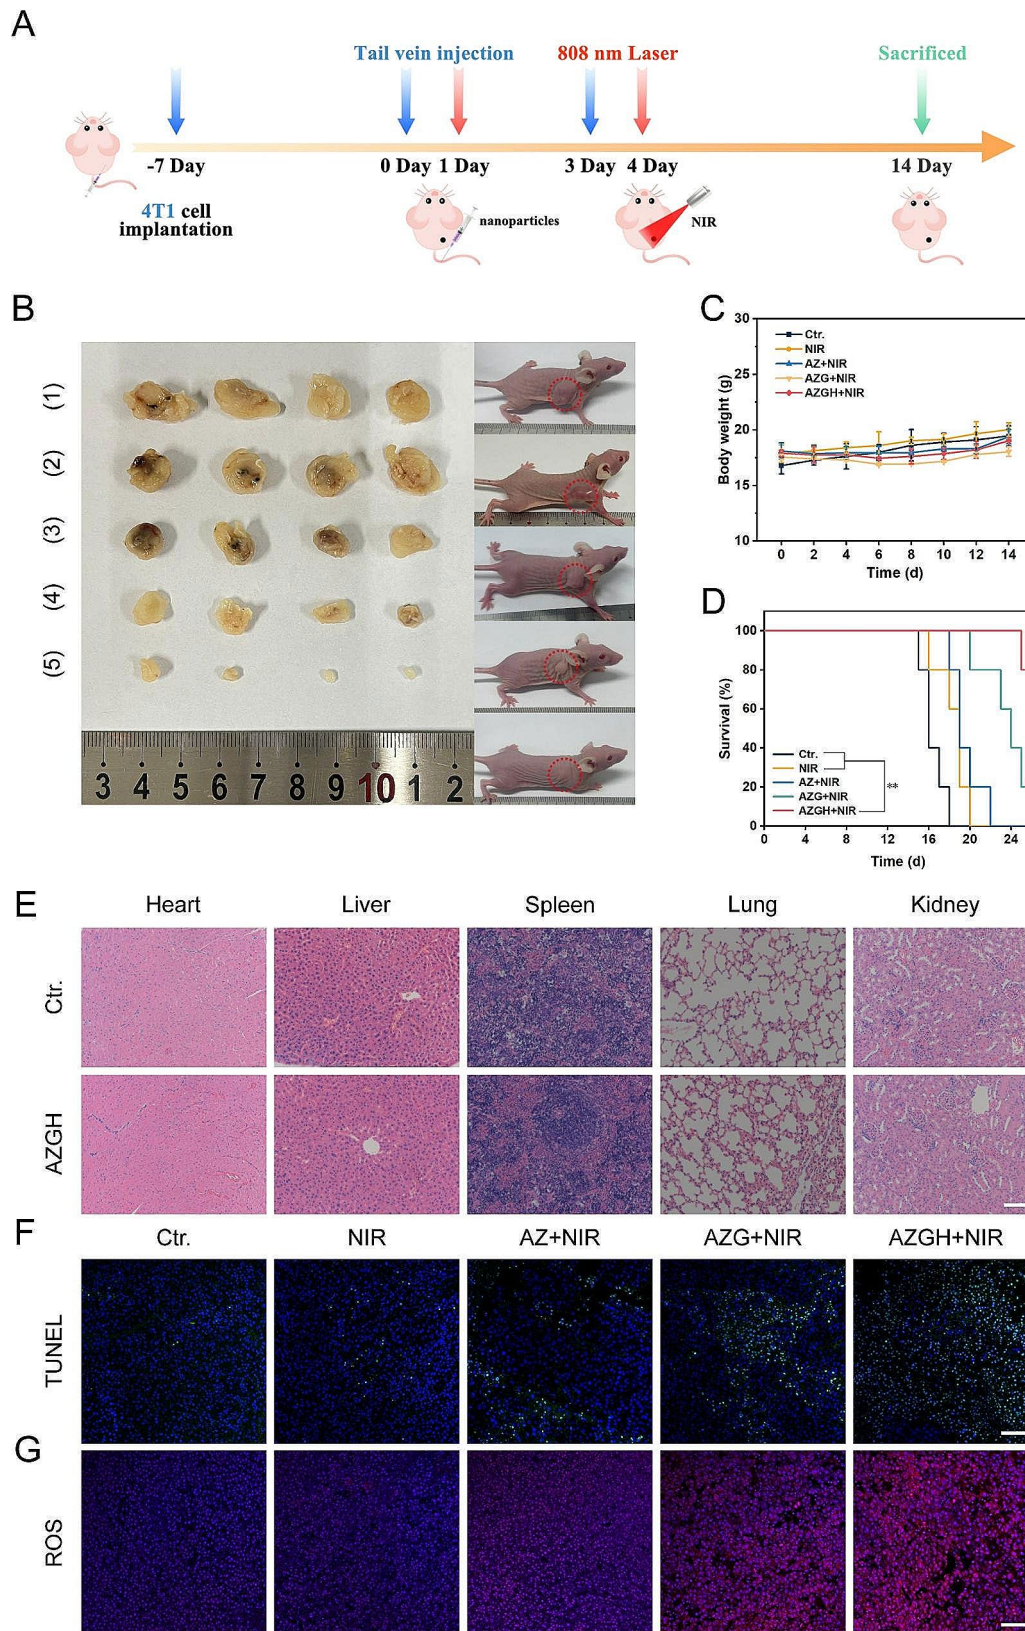 A
Tail vein injection
808 nm Laser
Sacrificed
-7 Day
0 Day
1 Day
3 Day
4 Day
14 Day
4T1 cell
implantation
nanoparticles
NIR
B
(1)
(2)
(3)
(4)
(5)
3 4 5 6 7 8 9 10 1 2
C
30
25
20
15
10
Body weight (g)
Ctr.
NIR
AZ+NIR
AZG+NIR
AZGH+NIR
0 2 4 6 8 10 12 14
Time (d)
D
100
80
60
40
20
0
Survival (%)
Ctr.
NIR
AZ+NIR
AZG+NIR
AZGH+NIR
**
0 4 8 12 16 20 24
Time (d)
E
Heart Liver Spleen Lung Kidney
Ctr.
AZGH
F
Ctr. NIR AZ+NIR AZG+NIR AZGH+NIR
TUNEL
G
ROS